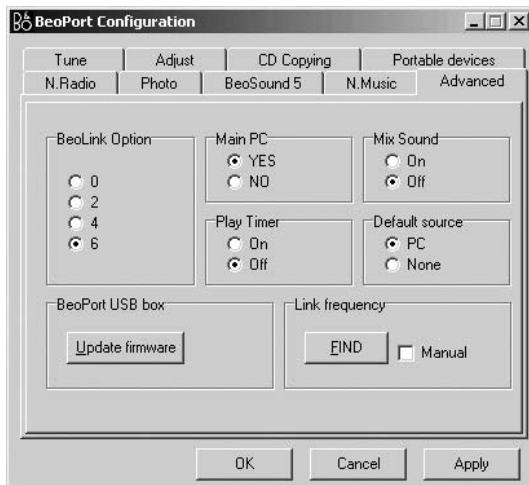 BeoPort Configuration
Tune Adjust CD Copying Portable devices
N.Radio Photo BeoSound 5 N.Music Advanced
BeoLink Option
0
2
4
6
Main PC
YES
NO
Mix Sound
On
Off
Play Timer
On
Off
Default source
PC
None
BeoPort USB box
Update firmware
Link frequency
FIND Manual
OK Cancel Apply